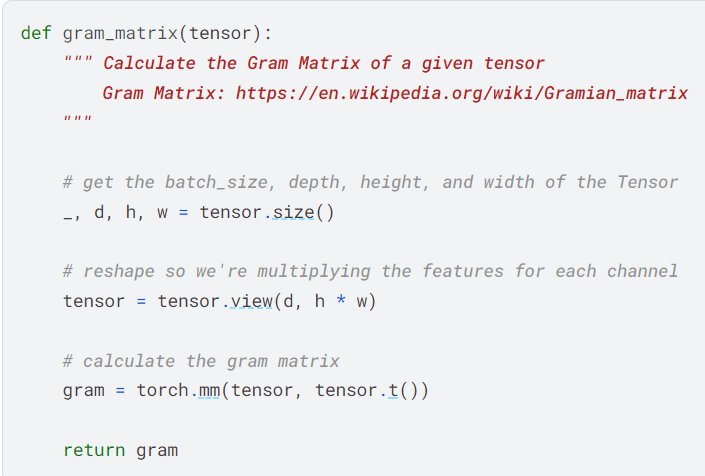 def gram_matrix(tensor):
    """ Calculate the Gram Matrix of a given tensor
        Gram Matrix: https://en.wikipedia.org/wiki/Gramian_matrix
    """
    # get the batch_size, depth, height, and width of the Tensor
    _, d, h, w = tensor.size()
    # reshape so we're multiplying the features for each channel
    tensor = tensor.view(d, h * w)
    # calculate the gram matrix
    gram = torch.mm(tensor, tensor.t())
    return gram